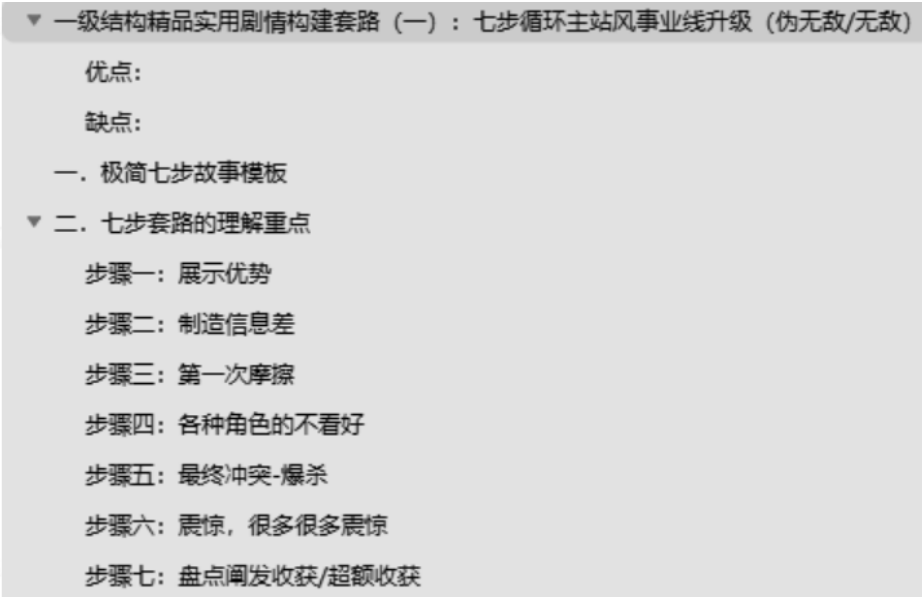 一级结构精品实用剧情构建套路（一）：七步循环主站风事业线升级（伪无敌/无敌）
优点：
缺点：
一．极简七步故事模板
二．七步套路的理解重点
步骤一：展示优势
步骤二：制造信息差
步骤三：第一次摩擦
步骤四：各种角色的不看好
步骤五：最终冲突-爆杀
步骤六：震惊，很多很多震惊
步骤七：盘点阐发收获/超额收获